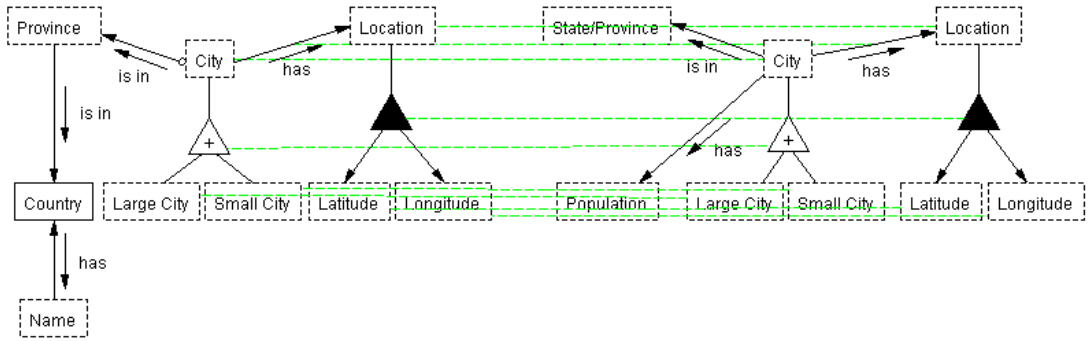 Province
Location
State/Province
Location
is in
City
has
is in
City
has
is in
+
has
+
Country
Large City
Small City
Latitude
Longitude
Population
Large City
Small City
Latitude
Longitude
has
Name